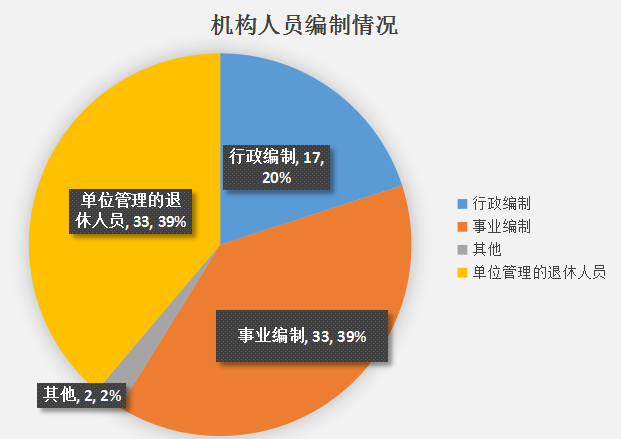 机构人员编制情况
行政编制, 17,
20%
单位管理的退
休人员, 33, 39%
事业编制, 33, 39%
其他, 2, 2%
行政编制
事业编制
其他
单位管理的退休人员